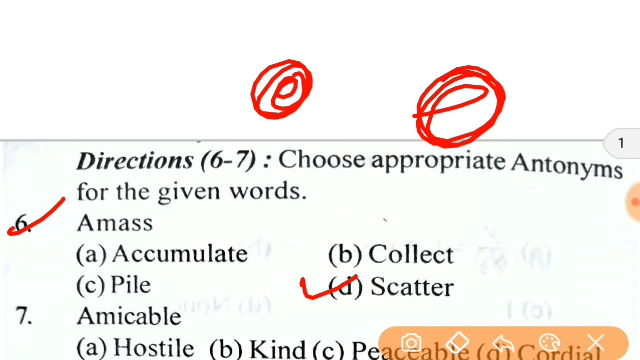 1
Directions (6-7) : Choose appropriate Antonyms
for the given words.
6. Amass
(a) Accumulate (b) Collect
(c) Pile (d) Scatter
7. Amicable
(a) Hostile (b) Kind (c) Peaceable (d) Cordial